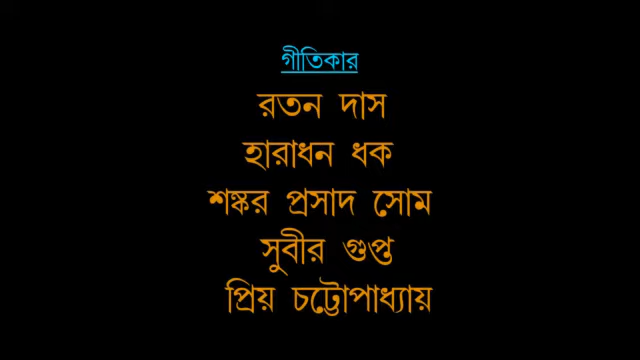 গীতিকার
রতন দাস
হারাধন ধক
শঙ্কর প্রসাদ সোম
সুবীর গুপ্ত
প্রিয় চট্টোপাধ্যায়